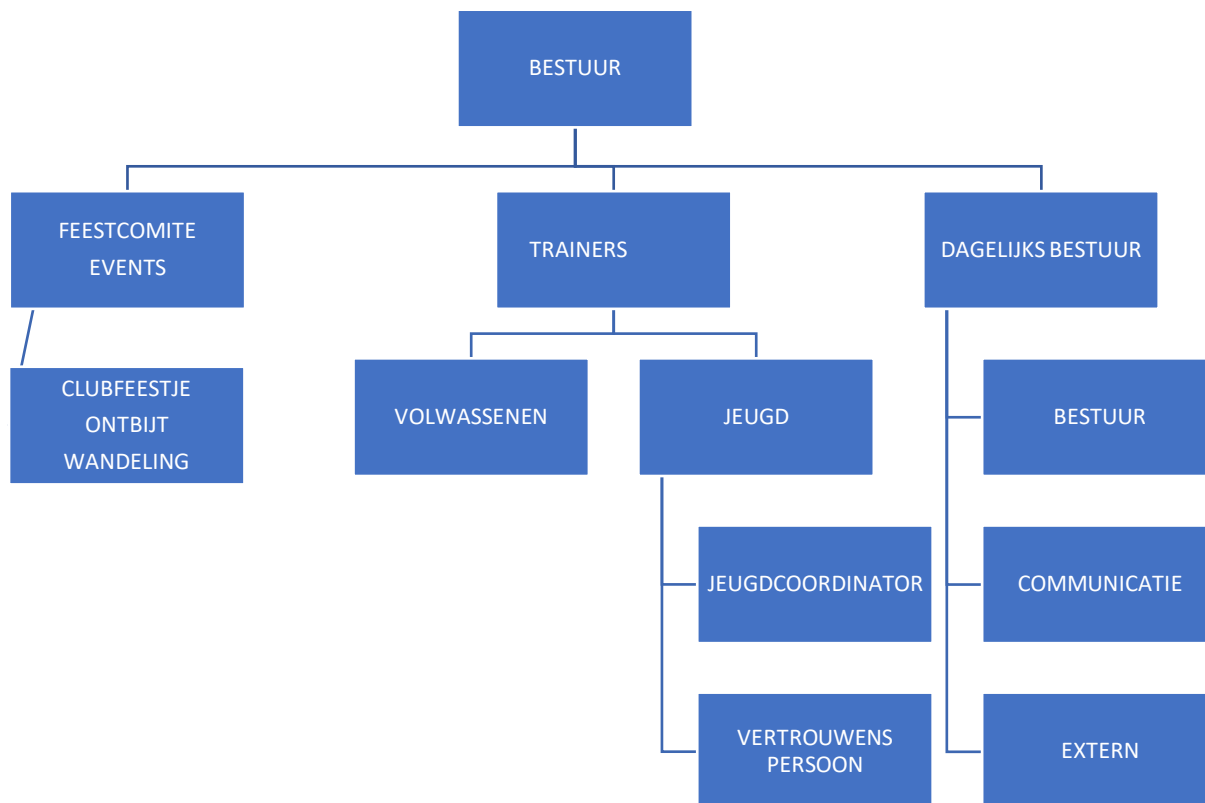 BESTUUR
FEESTCOMITE
EVENTS
TRAINERS
DAGELIJKS BESTUUR
CLUBFEESTJE
ONTBIJT
WANDELING
VOLWASSENEN
JEUGD
BESTUUR
JEUGDCOORDINATOR
COMMUNICATIE
VERTROUWENS
PERSOON
EXTERN